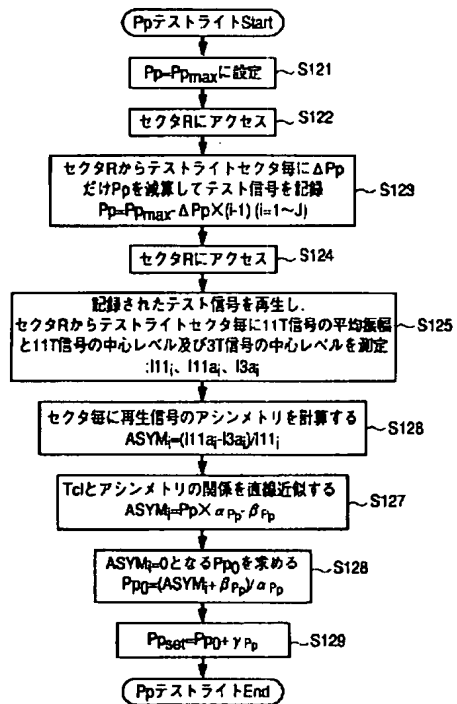 PpテストライトStart
Pp=Ppmaxに設定
S121
セクタRにアクセス
S122
セクタRからテストライトセクタ毎にΔPp
だけPpを減算してテスト信号を記録
Pp=Ppmax-ΔPp×(i-1) (i=1~J)
S123
セクタRにアクセス
S124
記録されたテスト信号を再生し、
セクタRからテストライトセクタ毎に11T信号の平均振幅
と11T信号の中心レベル及び3T信号の中心レベルを測定
:I11i、I11ai、I3ai
S125
セクタ毎に再生信号のアシンメトリを計算する
ASYMi=(I11ai-I3ai)/I11i
S128
Tclとアシンメトリの関係を直線近似する
ASYMi=Pp×αPp-βPp
S127
ASYMi=0となるPp0を求める
Pp0=(ASYMi+βPp)/αPp
S128
Ppset=Pp0+γPp
S129
PpテストライトEnd